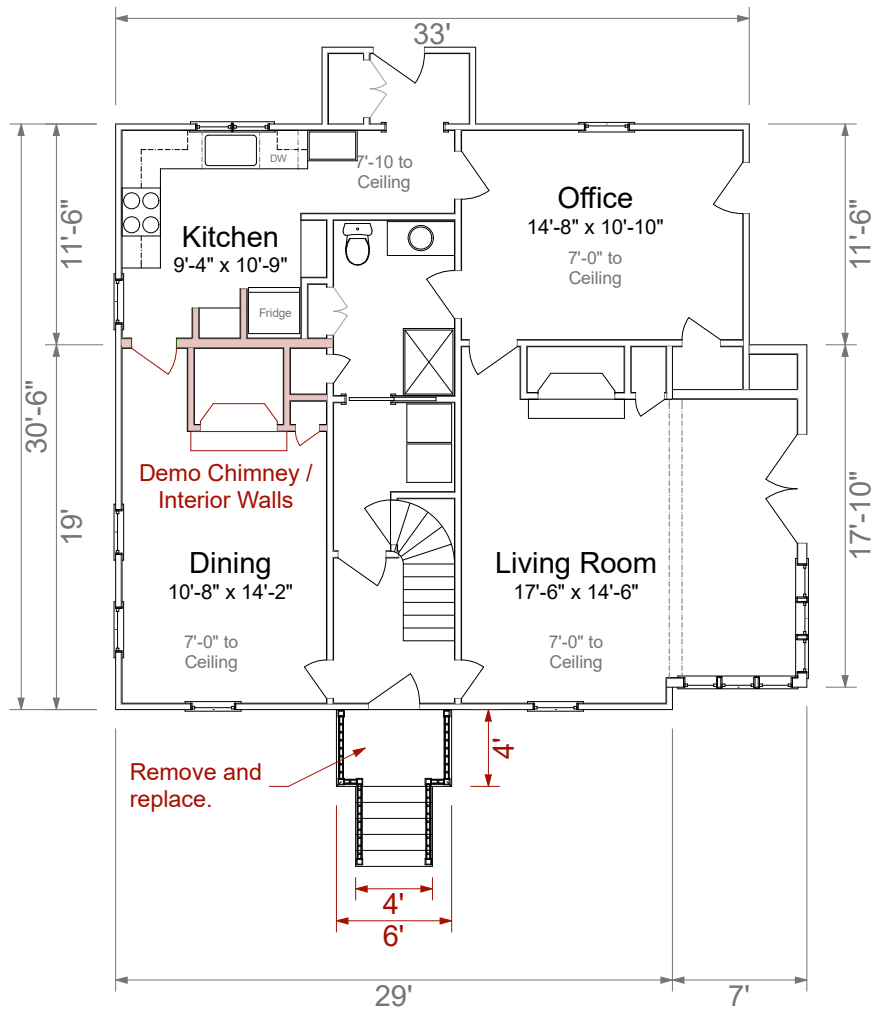 33'
DW
7'-10 to
Ceiling
Kitchen
9'-4" x 10'-9"
Office
14'-8" x 10'-10"
7'-0" to
Ceiling
11'-6"
11'-6"
Fridge
30'-6"
19'
Demo Chimney /
Interior Walls
17'-10"
Dining
10'-8" x 14'-2"
7'-0" to
Ceiling
Living Room
17'-6" x 14'-6"
7'-0" to
Ceiling
4'
Remove and
replace.
4'
6'
29'
7'